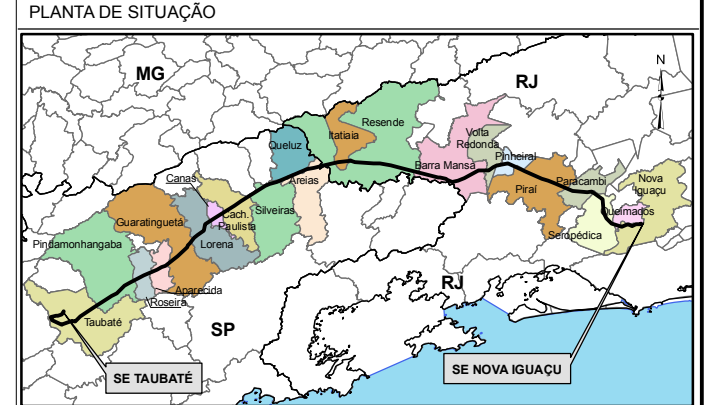 PLANTA DE SITUAÇÃO
MG
RJ
N
Resende
Itatiaia
Queluz
Volta
Redonda
Pinheiral
Barra Mansa
Areias
Canas
Piraí
Paracambi
Nova
Iguaçu
Queimados
Silveiras
Cach.
Paulista
Guaratinguetá
Lorena
Seropédica
Pindamonhangaba
RJ
Aparecida
Roseira
Taubaté
SP
SE TAUBATÉ
SE NOVA IGUAÇU